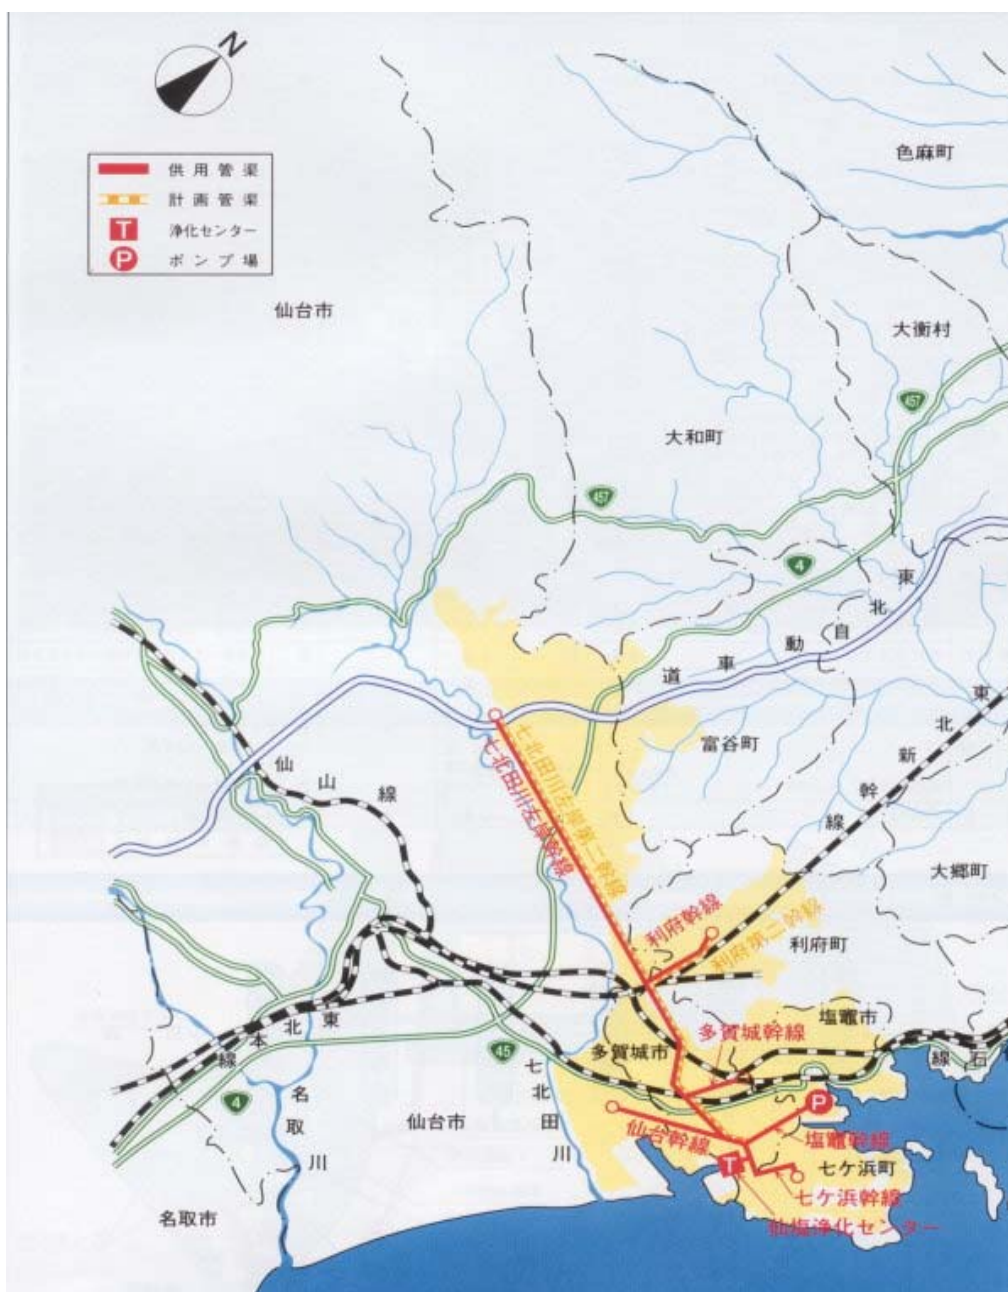 N
供用管渠
計画管渠
T 浄化センター
P ポンプ場
色麻町
仙台市
大衡村
457
大和町
457
4
東北自動車道
東北新幹線
富谷町
仙山線
七北田川左岸第二幹線
七北田川左岸幹線
大郷町
利府幹線
利府第二幹線
利府町
塩竈市
多賀城幹線
多賀城市
東北本線
石線
45
4
七北田川
名取川
仙台市
仙台幹線
P
塩竈幹線
T
七ケ浜町
七ケ浜幹線
仙塩浄化センター
名取市